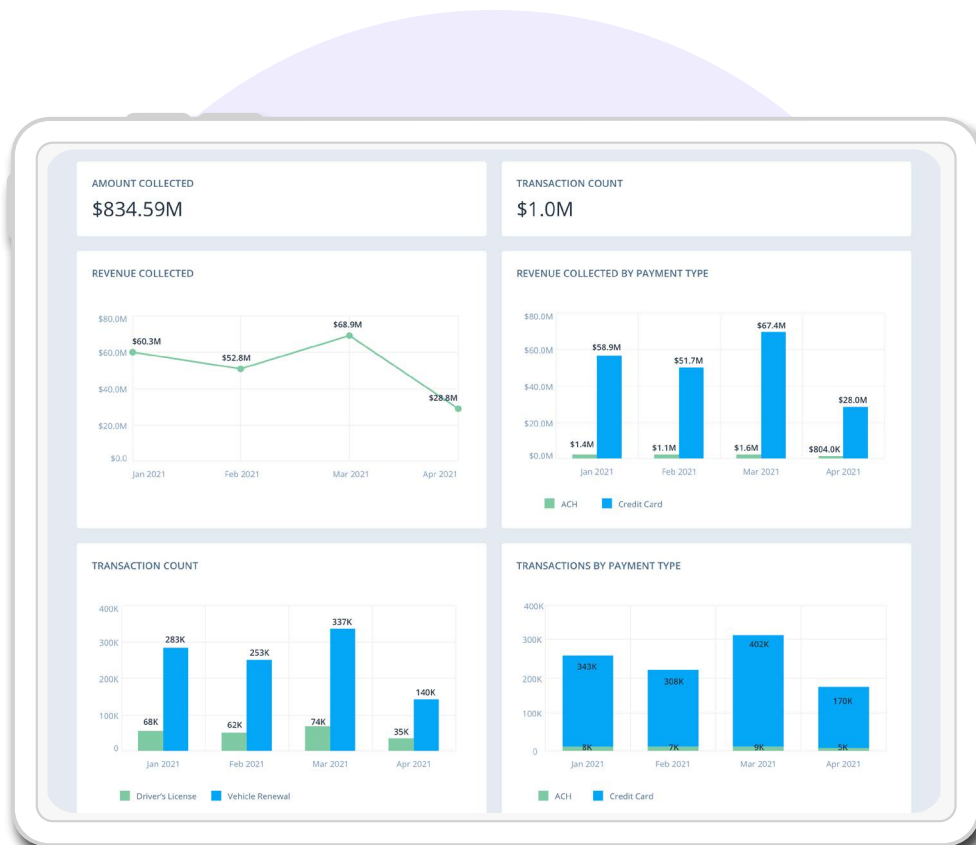 AMOUNT COLLECTED
$834.59M
TRANSACTION COUNT
$1.0M
REVENUE COLLECTED
$80.0M
$60.0M
$40.0M
$20.0M
$0.0
$60.3M
$52.8M
$68.9M
$28.8M
Jan 2021 Feb 2021 Mar 2021 Apr 2021
REVENUE COLLECTED BY PAYMENT TYPE
$80.0M
$60.0M
$40.0M
$20.0M
$0.0M
$1.4M $58.9M
$1.1M $51.7M
$1.6M $67.4M
$804.0K $28.0M
Jan 2021 Feb 2021 Mar 2021 Apr 2021
ACH Credit Card
TRANSACTION COUNT
400K
300K
200K
100K
0
68K 283K
62K 253K
74K 337K
35K 140K
Jan 2021 Feb 2021 Mar 2021 Apr 2021
Driver's License Vehicle Renewal
TRANSACTIONS BY PAYMENT TYPE
400K
300K
200K
100K
0
343K 308K 402K 170K
8K 7K 9K 5K
Jan 2021 Feb 2021 Mar 2021 Apr 2021
ACH Credit Card